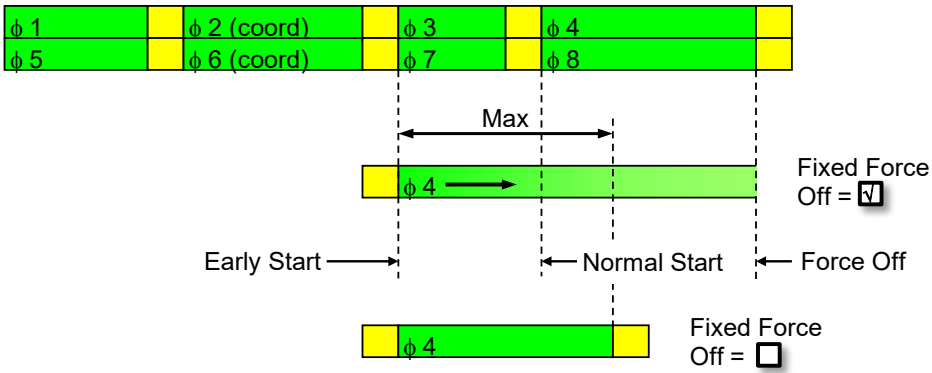 ϕ 1 ϕ 2 (coord) ϕ 3 ϕ 4
ϕ 5 ϕ 6 (coord) ϕ 7 ϕ 8
Max
ϕ 4
Fixed Force
Off = √
Early Start
Normal Start
Force Off
ϕ 4
Fixed Force
Off =